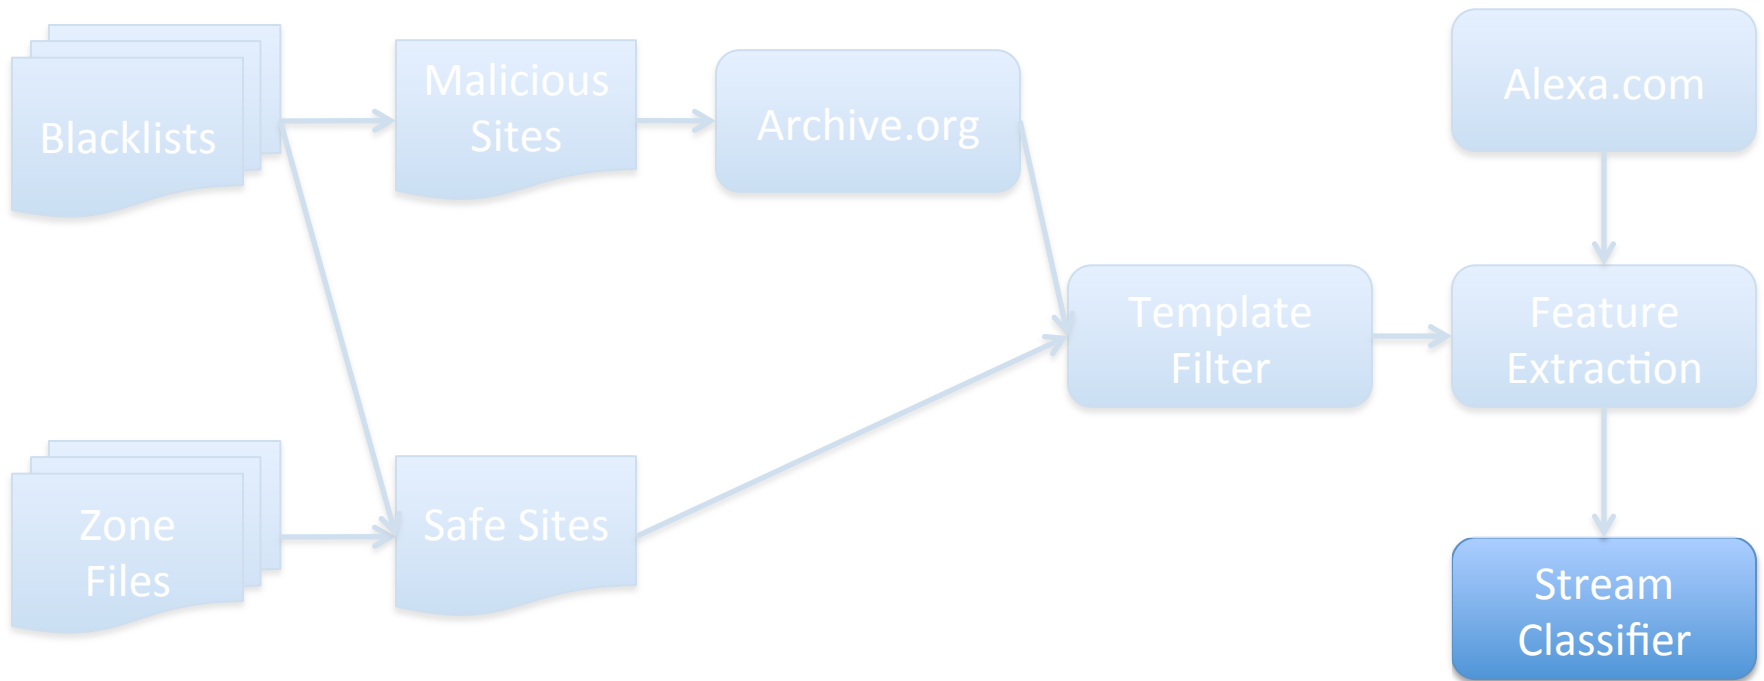 Blacklists
Malicious
Sites
Archive.org
Alexa.com
Template
Filter
Feature
Extraction
Zone
Files
Safe Sites
Stream
Classifier